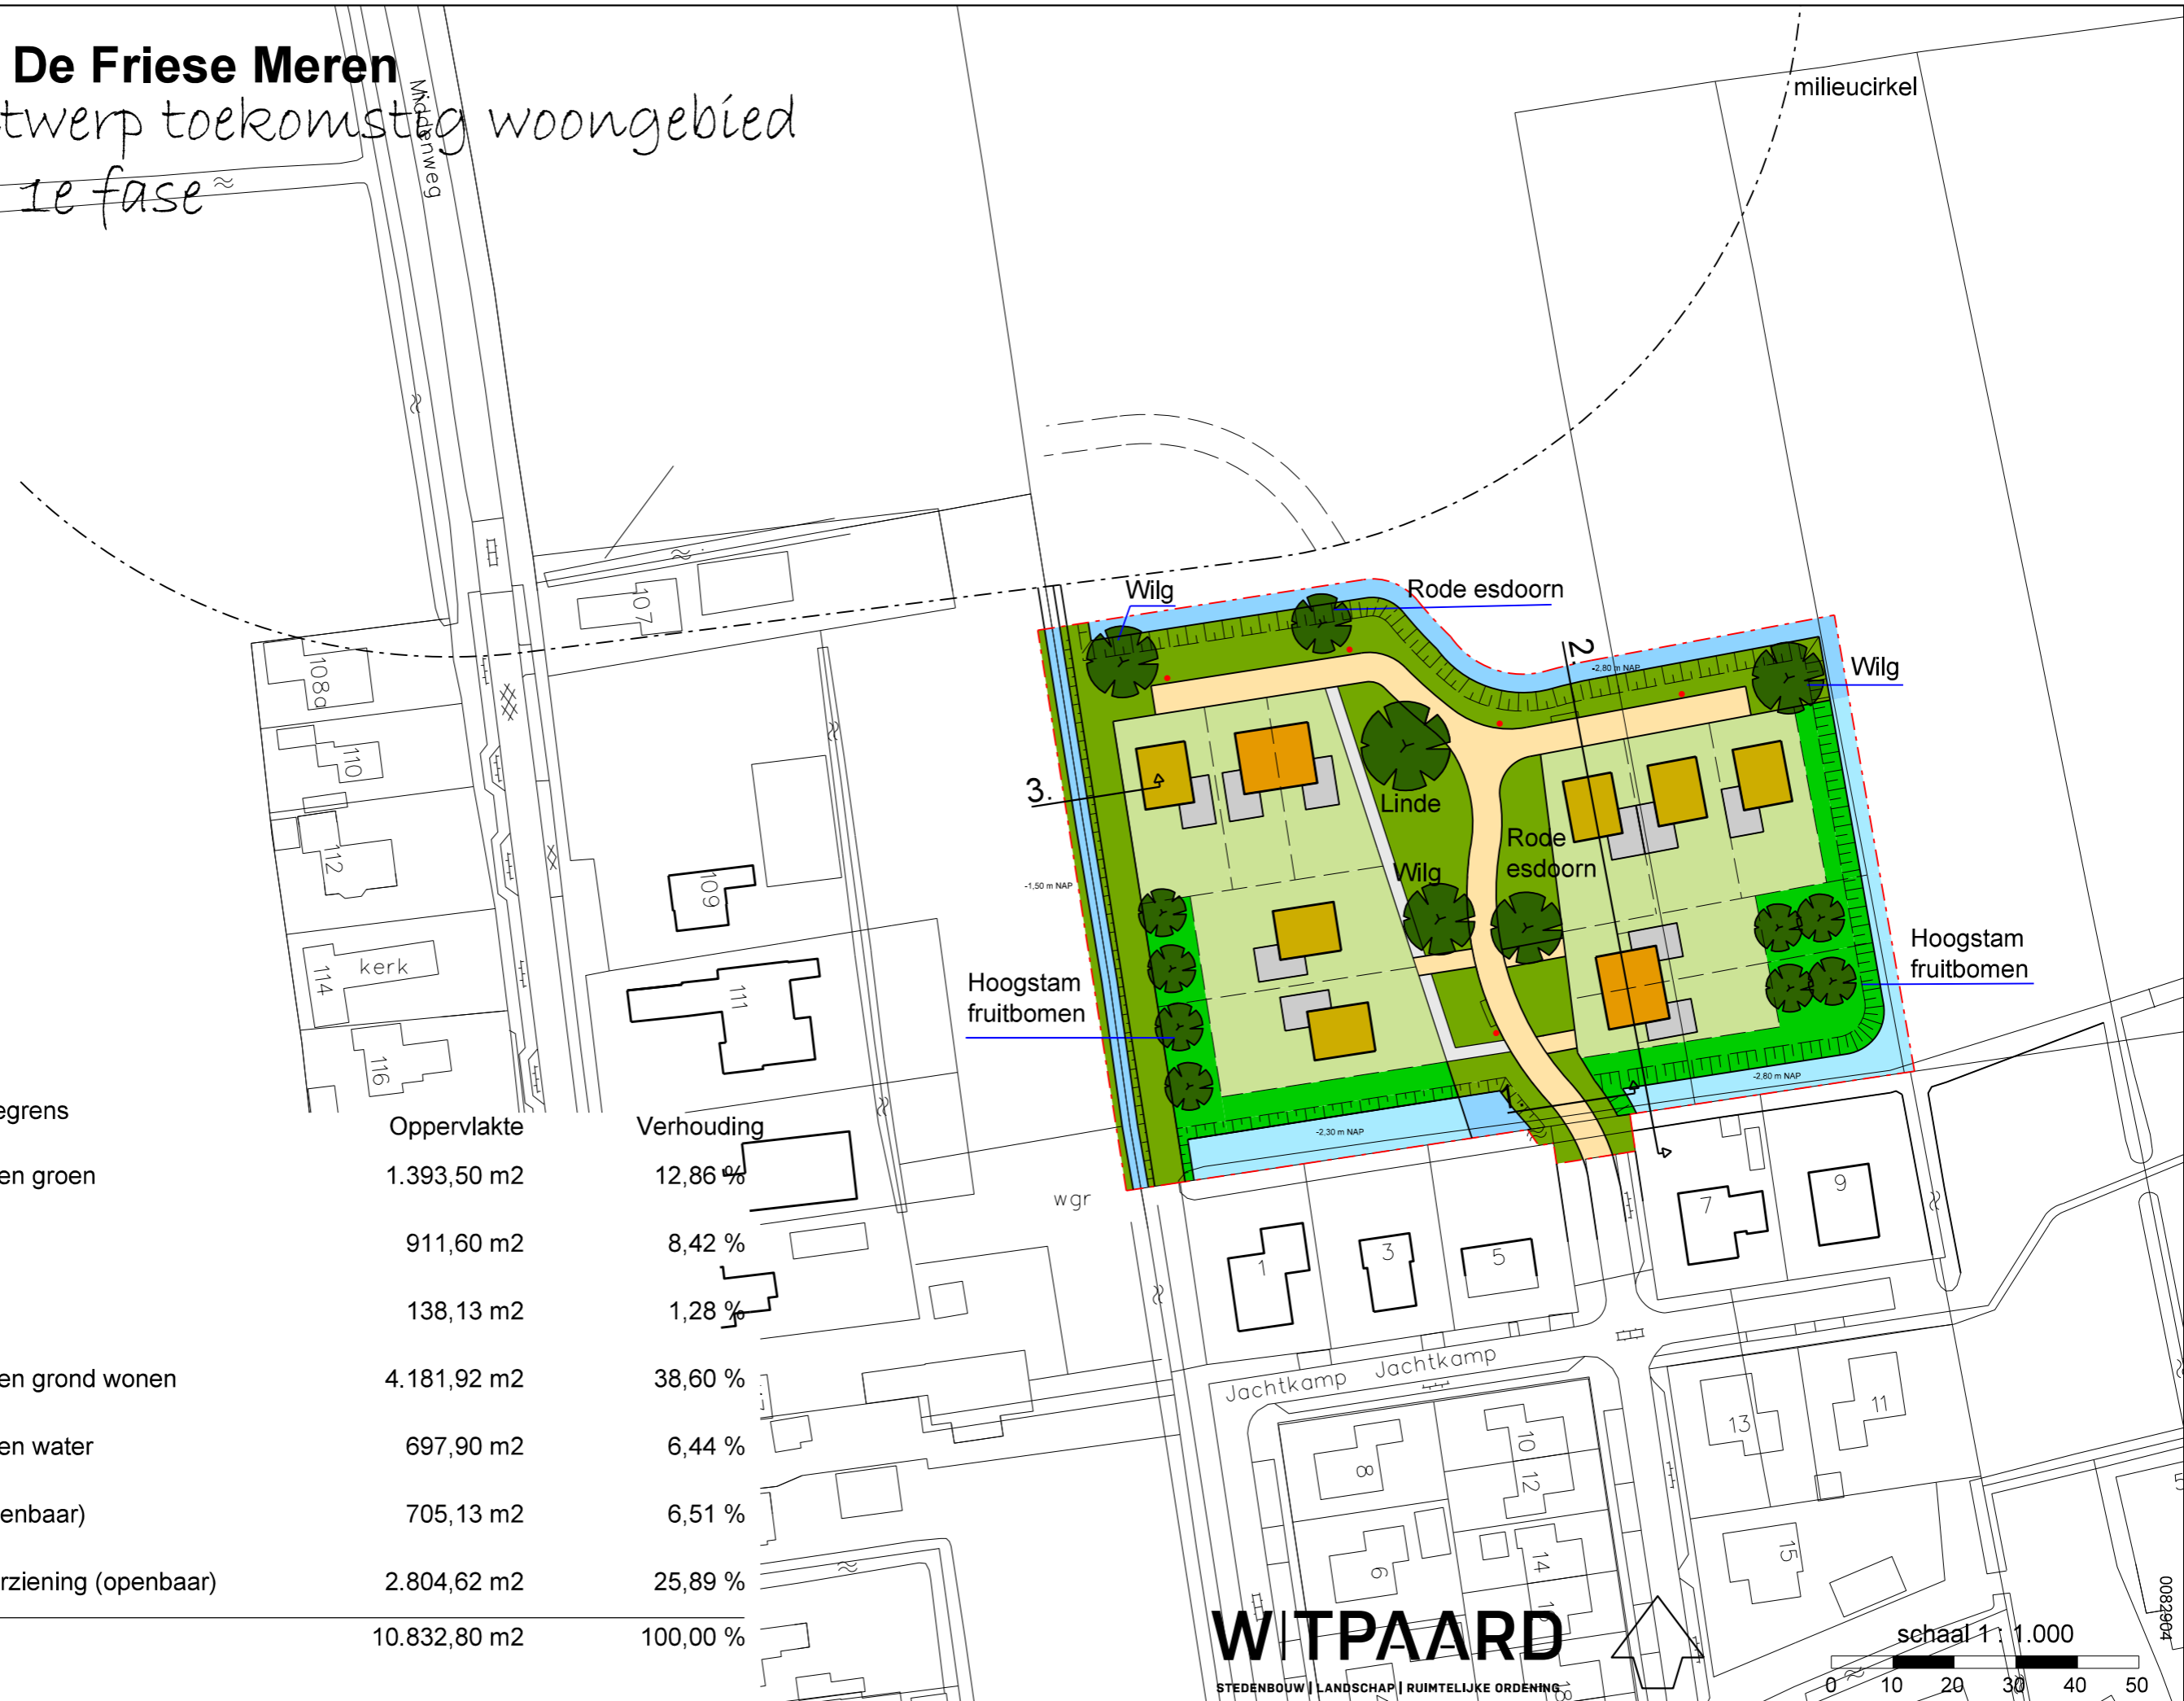 De Friese Meren
twerp toekomstig woongebied
1e fase
Middenweg
milieucirkel
Wilg
Rode esdoorn
2.
-2,80 m NAP
Wilg
107
108a
110
112
109
3.
Linde
Rode
esdoorn
Wilg
-1,50 m NAP
114
kerk
111
116
Hoogstam
fruitbomen
Hoogstam
fruitbomen
-2,80 m NAP
1.
-2,30 m NAP
egrens
Oppervlakte Verhouding
en groen 1.393,50 m2 12,86 %
911,60 m2 8,42 %
138,13 m2 1,28 %
en grond wonen 4.181,92 m2 38,60 %
en water 697,90 m2 6,44 %
enbaar) 705,13 m2 6,51 %
rziening (openbaar) 2.804,62 m2 25,89 %
10.832,80 m2 100,00 %
wgr
1
3
5
7
9
Jachtkamp
Jachtkamp
8
10
12
13
11
6
14
15
WITPAARD
STEDENBOUW | LANDSCHAP | RUIMTELIJKE ORDENING
18
schaal 1 : 1.000
0 10 20 30 40 50
0082904